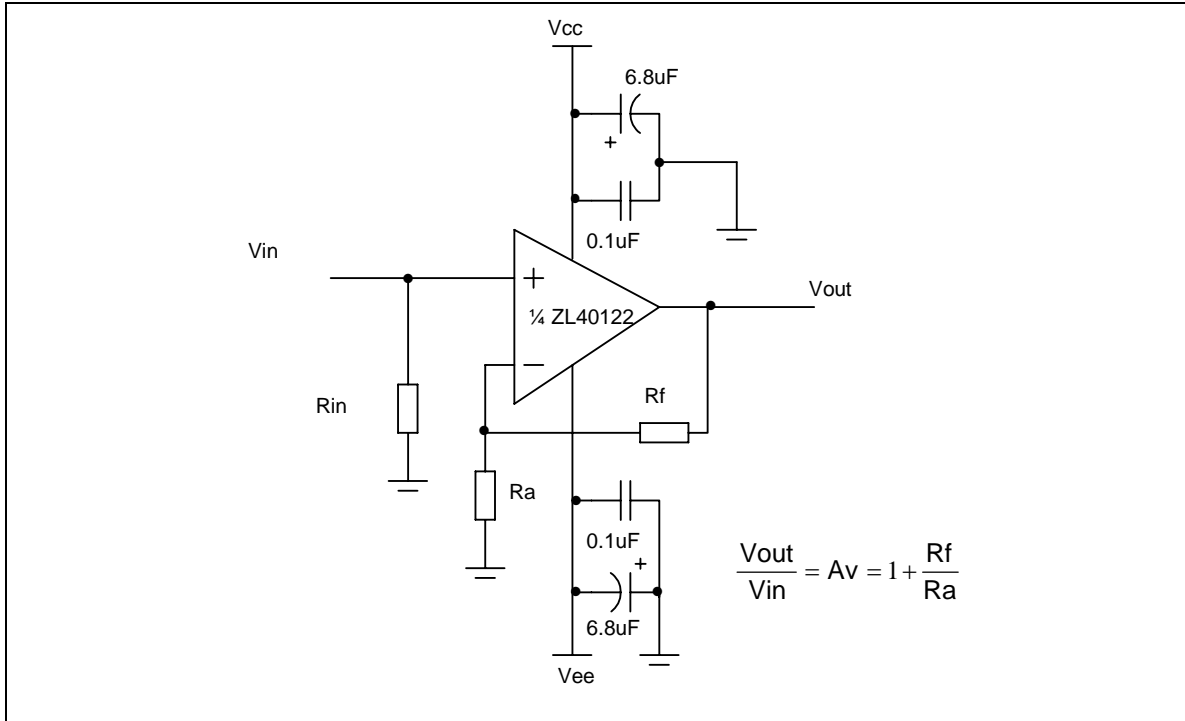 Vcc
6.8uF
+
0.1uF
Vin
+
Vout
¼ ZL40122
−
Rf
Rin
Ra
0.1uF
+
6.8uF
Vout/Vin = Av = 1 + Rf/Ra
Vee